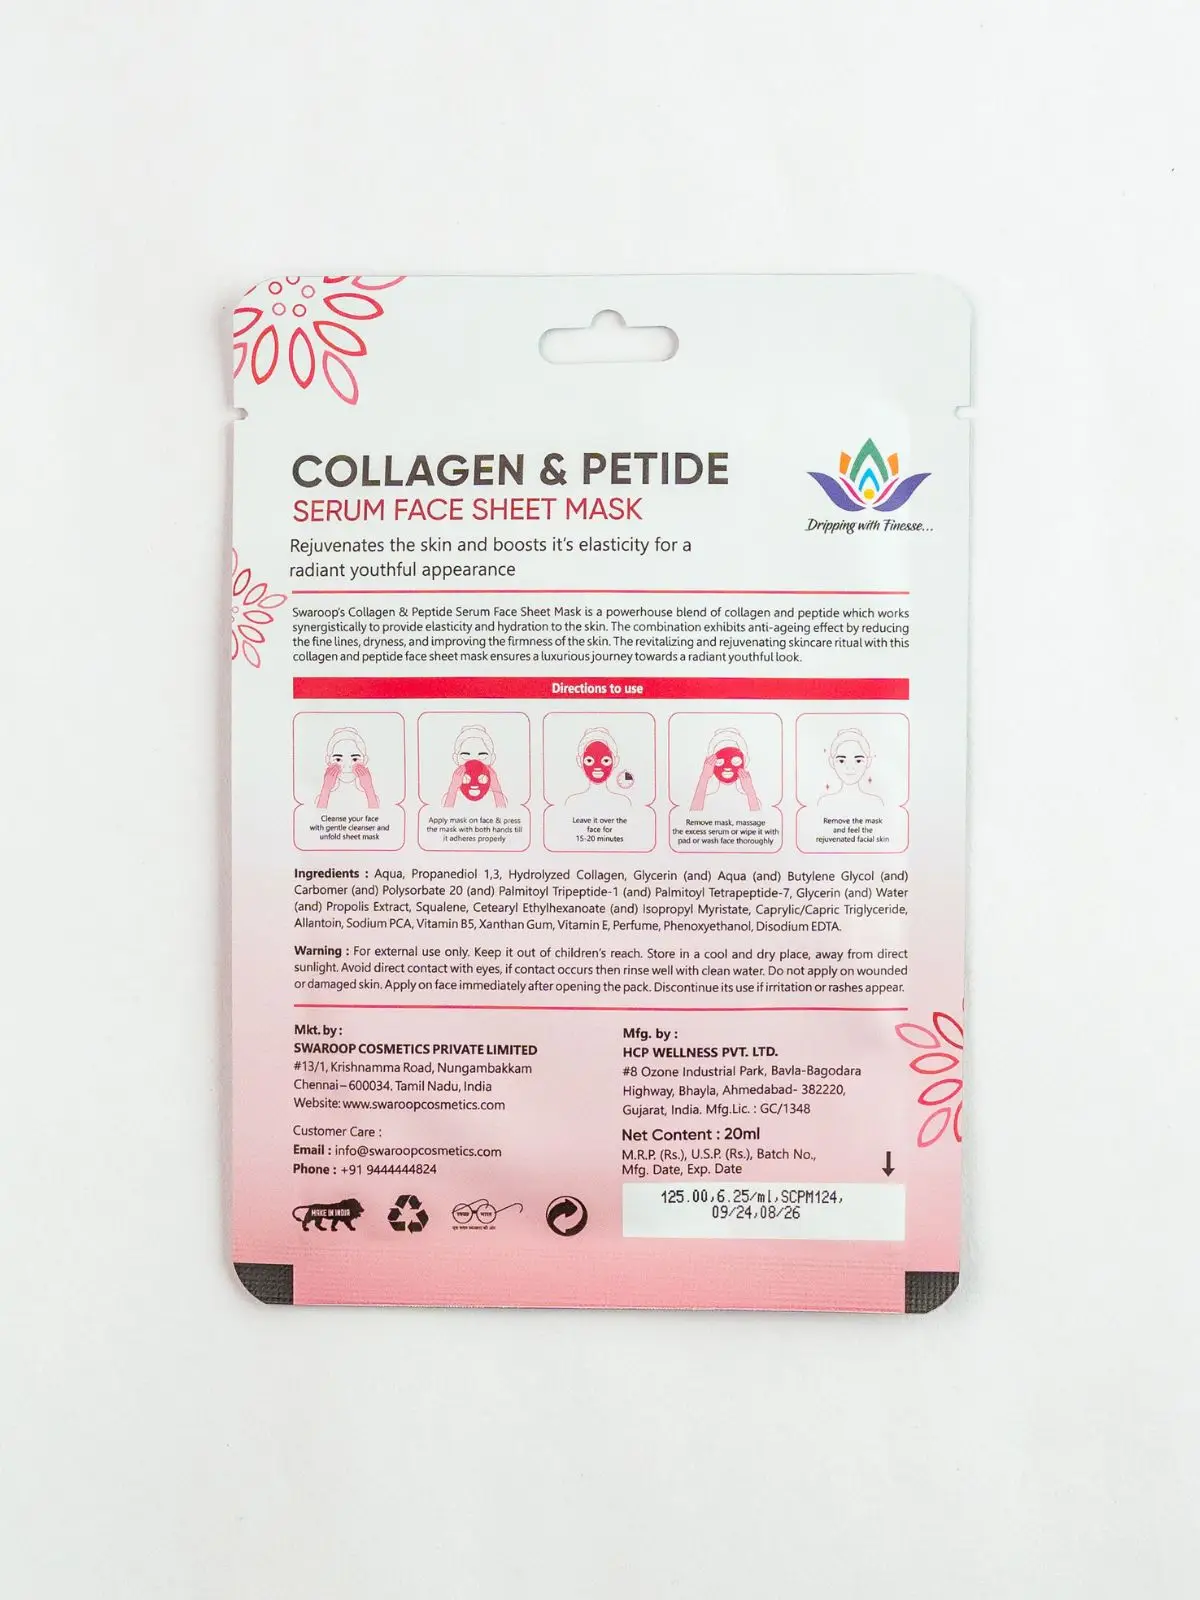 COLLAGEN & PETIDE
SERUM FACE SHEET MASK
Rejuvenates the skin and boosts it's elasticity for a
radiant youthful appearance
Dripping with Finesse...
Swaroop's Collagen & Peptide Serum Face Sheet Mask is a powerhouse blend of collagen and peptide which works
synergistically to provide elasticity and hydration to the skin. The combination exhibits anti-ageing effect by reducing
the fine lines, dryness, and improving the firmness of the skin. The revitalizing and rejuvenating skincare ritual with this
collagen and peptide face sheet mask ensures a luxurious journey towards a radiant youthful look.
Directions to use
Cleanse your face
with gentle cleanser and
unfold sheet mask
Apply mask on face & press
the mask with both hands till
it adheres properly
Leave it over the
face for
15-20 minutes
Remove mask, massage
the excess serum or wipe it with
pad or wash face thoroughly
Remove the mask
and feel the
rejuvenated facial skin
Ingredients : Aqua, Propanediol 1,3, Hydrolyzed Collagen, Glycerin (and) Aqua (and) Butylene Glycol (and)
Carbomer (and) Polysorbate 20 (and) Palmitoyl Tripeptide-1 (and) Palmitoyl Tetrapeptide-7, Glycerin (and) Water
(and) Propolis Extract, Squalene, Cetearyl Ethylhexanoate (and) Isopropyl Myristate, Caprylic/Capric Triglyceride,
Allantoin, Sodium PCA, Vitamin B5, Xanthan Gum, Vitamin E, Perfume, Phenoxyethanol, Disodium EDTA.
Warning : For external use only. Keep it out of children's reach. Store in a cool and dry place, away from direct
sunlight. Avoid direct contact with eyes, if contact occurs then rinse well with clean water. Do not apply on wounded
or damaged skin. Apply on face immediately after opening the pack. Discontinue its use if irritation or rashes appear.
Mkt. by :
SWAROOP COSMETICS PRIVATE LIMITED
#13/1, Krishnamma Road, Nungambakkam
Chennai – 600034. Tamil Nadu, India
Website: www.swaroopcosmetics.com
Customer Care :
Email : info@swaroopcosmetics.com
Phone : +91 9444444824
MAKE IN INDIA
स्वच्छ भारत
Mfg. by :
HCP WELLNESS PVT. LTD.
#8 Ozone Industrial Park, Bavla-Bagodara
Highway, Bhayla, Ahmedabad- 382220,
Gujarat, India. Mfg.Lic. : GC/1348
Net Content : 20ml
M.R.P. (Rs.), U.S.P. (Rs.), Batch No.,
Mfg. Date, Exp. Date
125.00,6.25/ml,SCPM124,
09/24,08/26